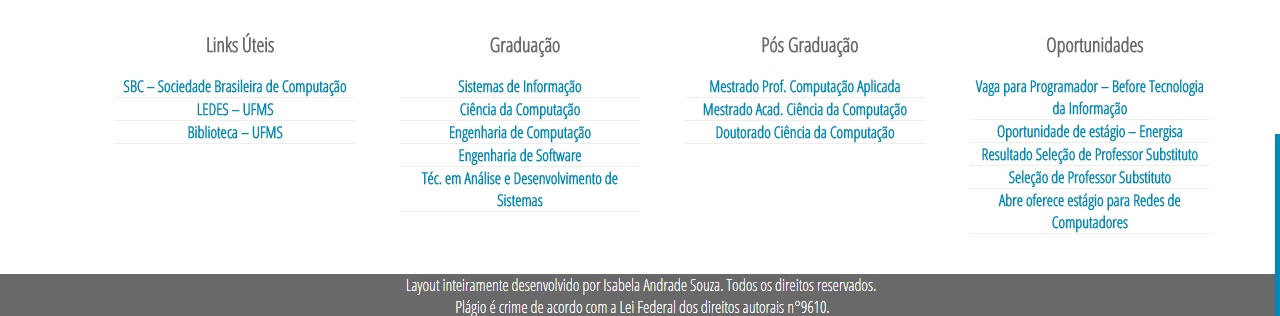 Links Úteis
SBC – Sociedade Brasileira de Computação
LEDES – UFMS
Biblioteca – UFMS
Graduação
Sistemas de Informação
Ciência da Computação
Engenharia de Computação
Engenharia de Software
Téc. em Análise e Desenvolvimento de
Sistemas
Pós Graduação
Mestrado Prof. Computação Aplicada
Mestrado Acad. Ciência da Computação
Doutorado Ciência da Computação
Oportunidades
Vaga para Programador – Before Tecnologia
da Informação
Oportunidade de estágio – Energisa
Resultado Seleção de Professor Substituto
Seleção de Professor Substituto
Abre oferece estágio para Redes de
Computadores
Layout inteiramente desenvolvido por Isabela Andrade Souza. Todos os direitos reservados.
Plágio é crime de acordo com a Lei Federal dos direitos autorais n°9610.